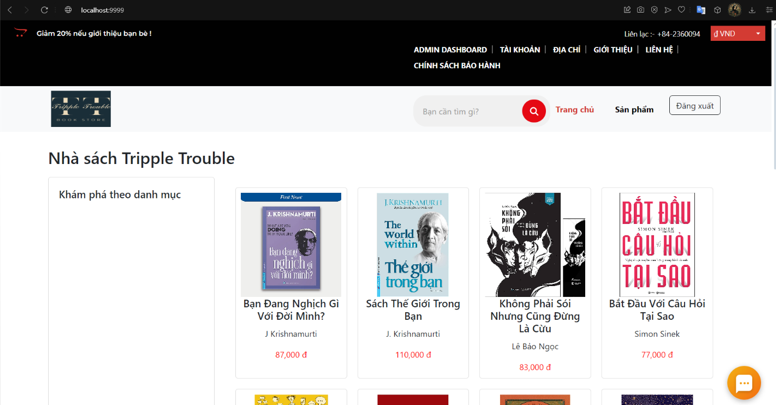 localhost:9999
Giảm 20% nếu giới thiệu bạn bè !
Liên lạc :- +84-2360094
₫ VND
ADMIN DASHBOARD | TÀI KHOẢN | ĐỊA CHỈ | GIỚI THIỆU | LIÊN HỆ |
CHÍNH SÁCH BẢO HÀNH
Tripple Trouble
BOOK STORE
Bạn cần tìm gì?
Trang chủ
Sản phẩm
Đăng xuất
Nhà sách Tripple Trouble
Khám phá theo danh mục
First News
J. KRISHNAMURTI
Bạn đang
nghịch gì
với đời mình?
J. KRISHNAMURTI
The
world
within
Thế giới
trong bạn
KHÔNG
PHẢI
SÓI
NHƯNG
CŨNG
ĐỪNG
LÀ CỪU
BẮT ĐẦU
SIMON SINEK
CÂU HỎI
TẠI SAO
Bạn Đang Nghịch Gì
Với Đời Mình?
J Krishnamurti
87,000 đ
Sách Thế Giới Trong
Bạn
J. Krishnamurti
110,000 đ
Không Phải Sói
Nhưng Cũng Đừng
Là Cừu
Lê Bảo Ngọc
83,000 đ
Bắt Đầu Với Câu Hỏi
Tại Sao
Simon Sinek
77,000 đ